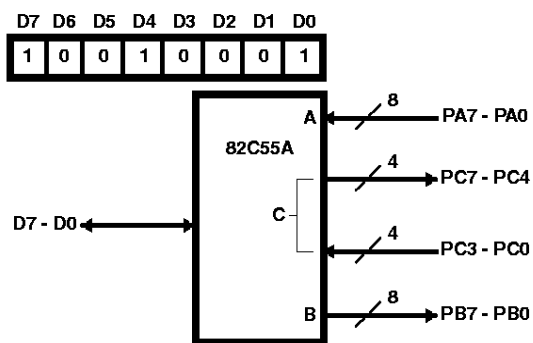 D7 D6 D5 D4 D3 D2 D1 D0
1 0 0 1 0 0 0 1
A
8
PA7 - PA0
82C55A
4
PC7 - PC4
C
D7 - D0
4
PC3 - PC0
B
8
PB7 - PB0